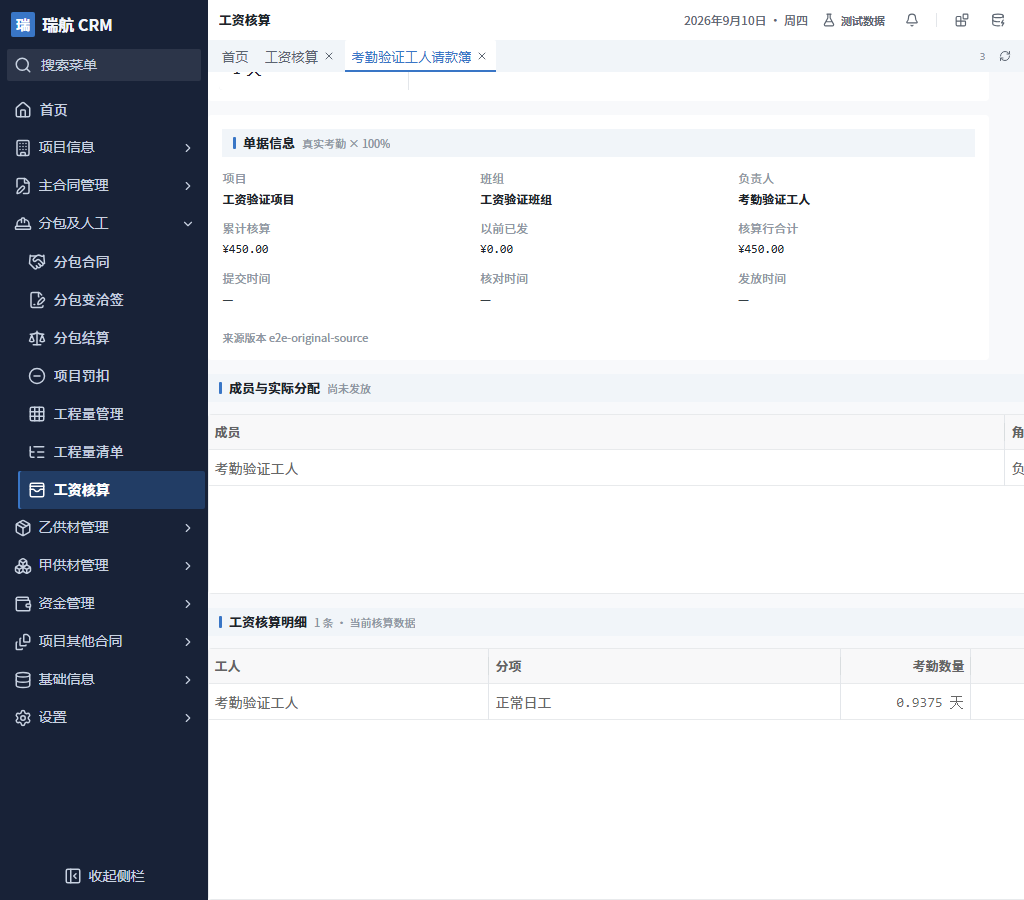 瑞 瑞航 CRM
工资核算
2026年9月10日 · 周四
测试数据
搜索菜单
首页
工资核算
考勤验证工人请款簿
3
首页
项目信息
主合同管理
分包及人工
分包合同
分包变洽签
分包结算
项目罚扣
工程量管理
工程量清单
工资核算
乙供材管理
甲供材管理
资金管理
项目其他合同
基础信息
设置
收起侧栏
单据信息 真实考勤 × 100%
项目 班组 负责人
工资验证项目 工资验证班组 考勤验证工人
累计核算 以前已发 核算行合计
¥450.00 ¥0.00 ¥450.00
提交时间 核对时间 发放时间
— — —
来源版本 e2e-original-source
成员与实际分配 尚未发放
成员 角
考勤验证工人 负
工资核算明细 1 条 · 当前核算数据
工人 分项 考勤数量
考勤验证工人 正常日工 0.9375 天